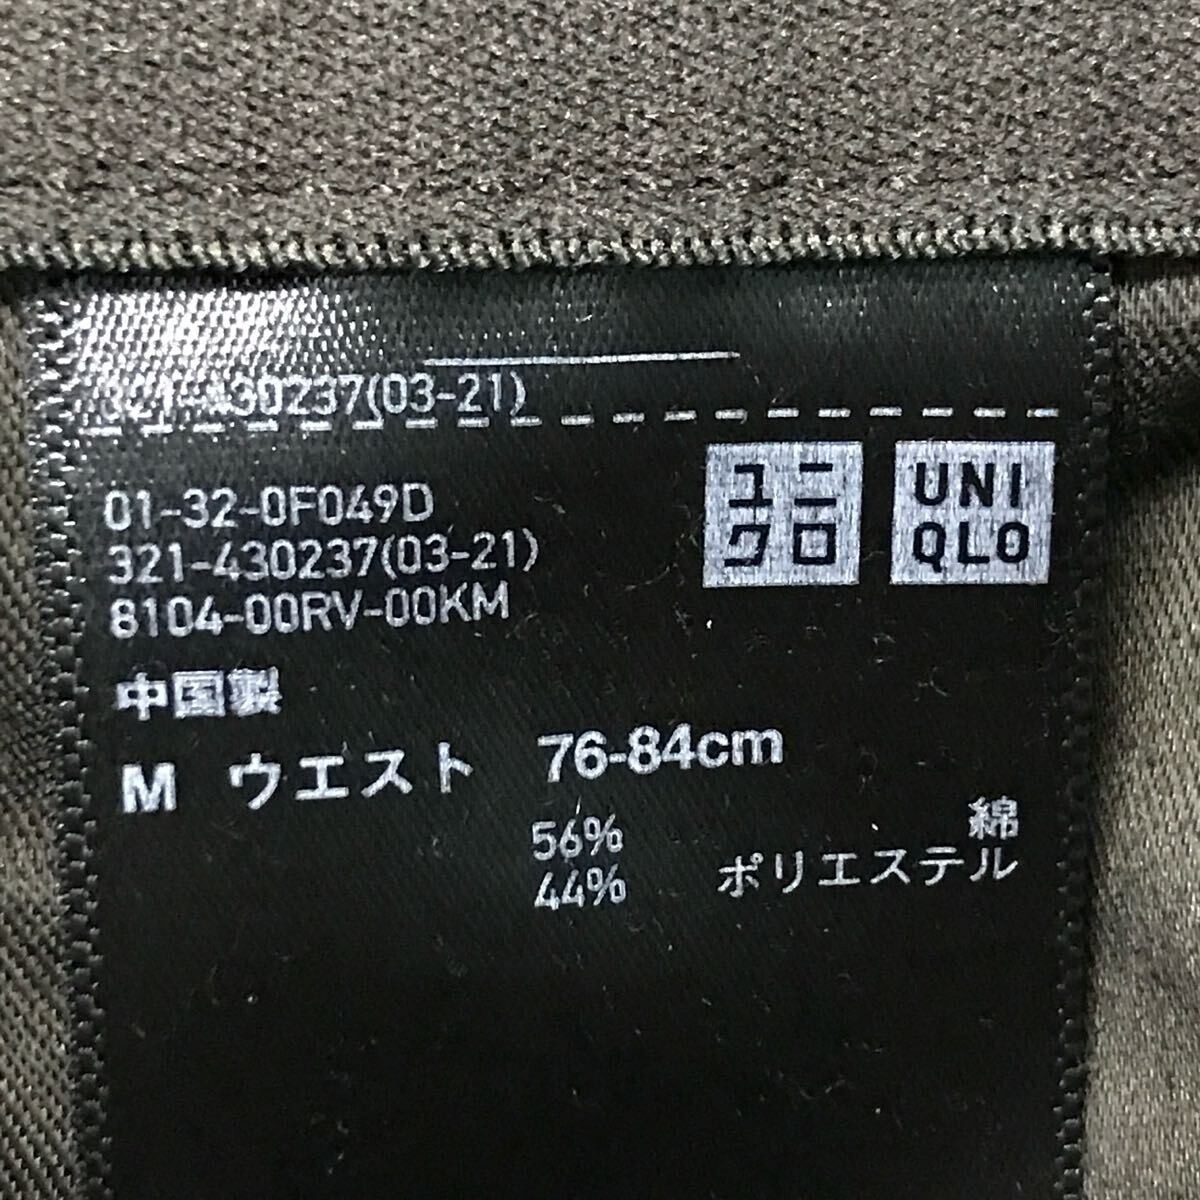 321-430237(03-21)
ユニ
クロ
UNI
QLO
01-32-0F049D
321-430237(03-21)
8104-00RV-00KM
中国製
M ウエスト 76-84cm
56% 綿
44% ポリエステル